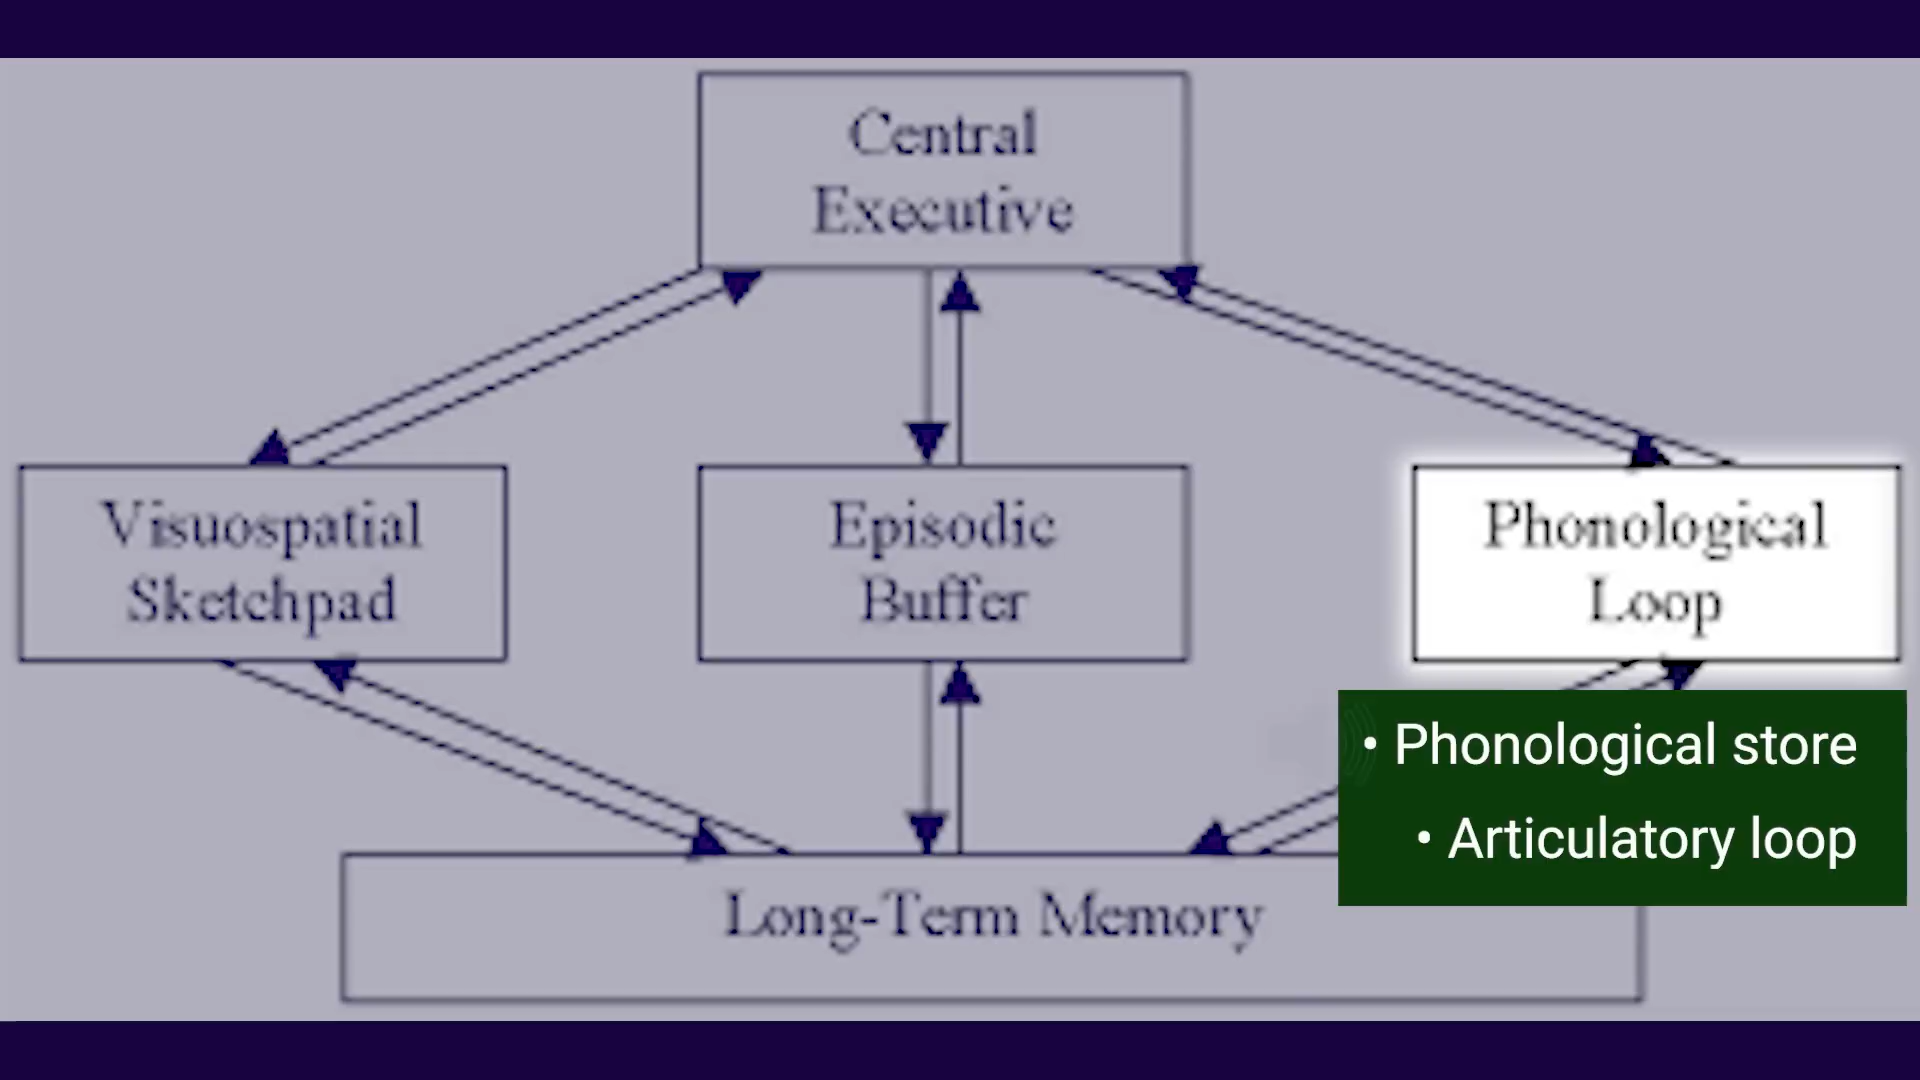 Central
Executive
Visuospatial
Sketchpad
Episodic
Buffer
Phonological
Loop
• Phonological store
• Articulatory loop
Long-Term Memory